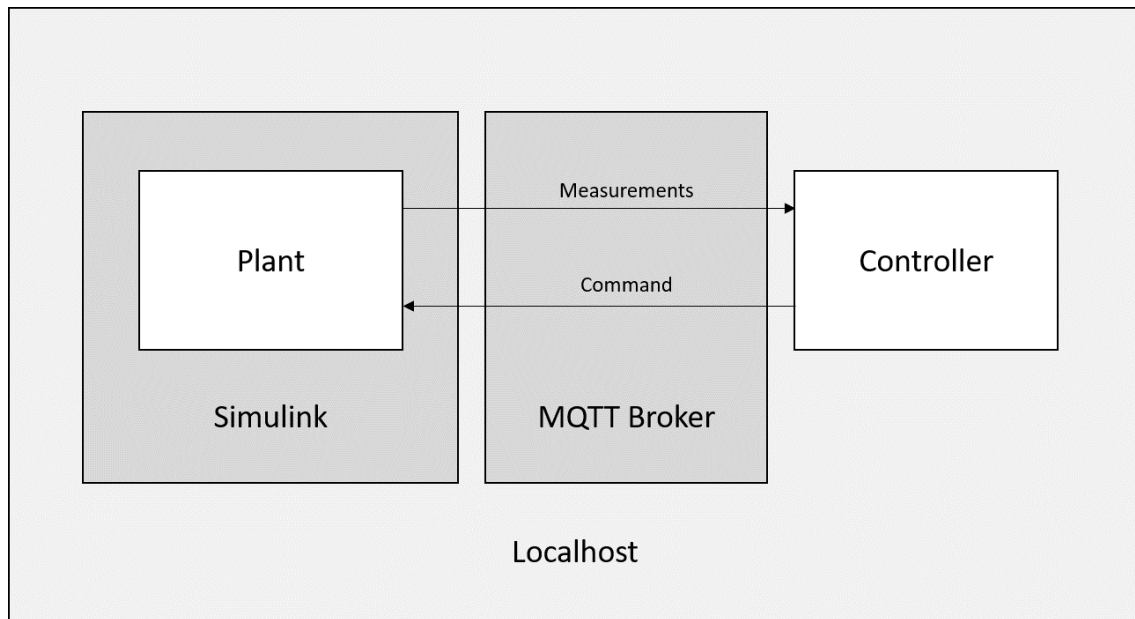 Measurements
Plant
Controller
Command
Simulink
MQTT Broker
Localhost